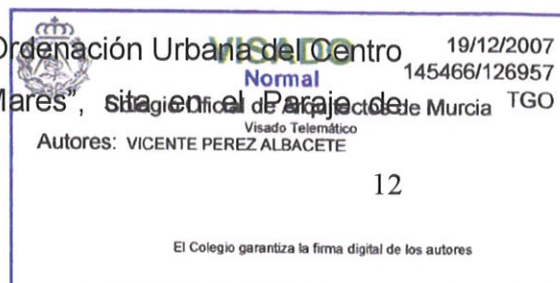 Ordenación Urbana del Centro
VISADO
19/12/2007
Normal
145466/126957
Mares”, sita en el Paraje de
Colegio Oficial de Arquitectos de Murcia
TGO
Visado Telemático
Autores: VICENTE PEREZ ALBACETE
12
El Colegio garantiza la firma digital de los autores